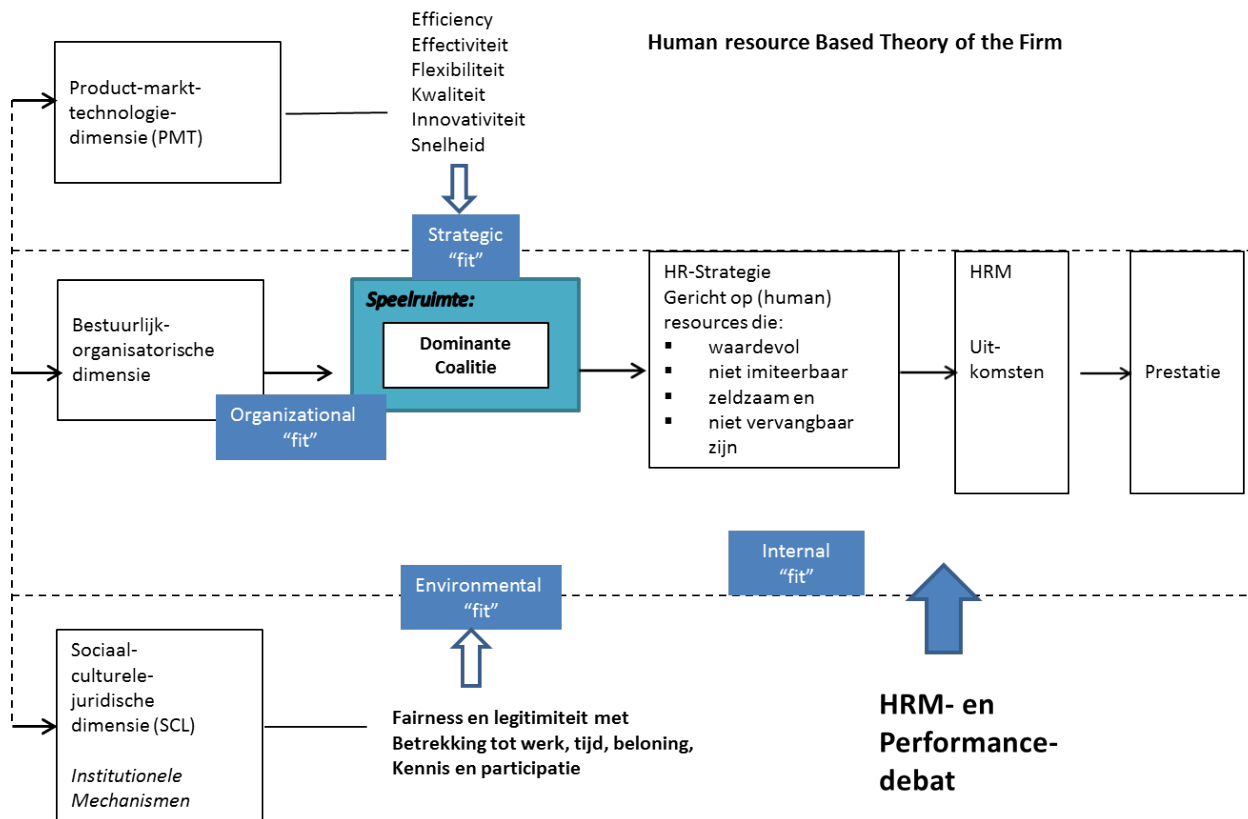 Efficiency
Effectiviteit
Flexibiliteit
Kwaliteit
Innovativiteit
Snelheid
Human resource Based Theory of the Firm
Product-markt-
technologie-
dimensie (PMT)
Strategic
“fit”
Bestuurlijk-
organisatorische
dimensie
Organizational
“fit”
Speelruimte:
Dominante
Coalitie
HR-Strategie
Gericht op (human)
resources die:
▪ waardevol
▪ niet imiteerbaar
▪ zeldzaam en
▪ niet vervangbaar
zijn
HRM
Uit-
komsten
Prestatie
Internal
“fit”
Environmental
“fit”
Sociaal-
culturele-
juridische
dimensie (SCL)
Institutionele
Mechanismen
Fairness en legitimiteit met
Betrekking tot werk, tijd, beloning,
Kennis en participatie
HRM- en
Performance-
debat